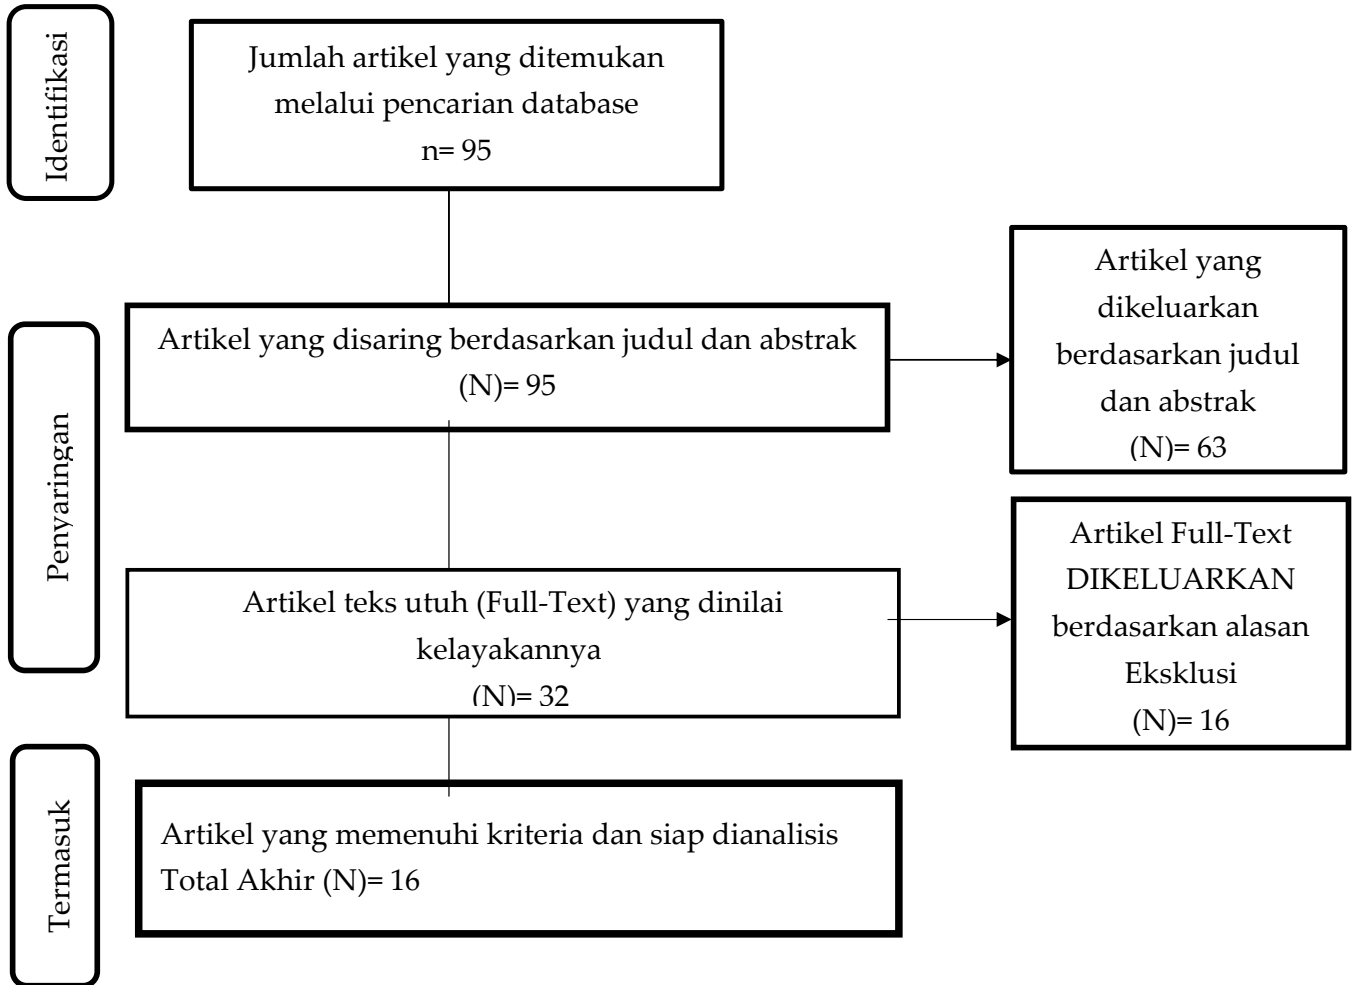 Identifikasi
Jumlah artikel yang ditemukan
melalui pencarian database
n= 95
Penyaringan
Artikel yang disaring berdasarkan judul dan abstrak
(N)= 95
Artikel yang
dikeluarkan
berdasarkan judul
dan abstrak
(N)= 63
Artikel teks utuh (Full-Text) yang dinilai
kelayakannya
(N)= 32
Artikel Full-Text
DIKELUARKAN
berdasarkan alasan
Eksklusi
(N)= 16
Termasuk
Artikel yang memenuhi kriteria dan siap dianalisis
Total Akhir (N)= 16